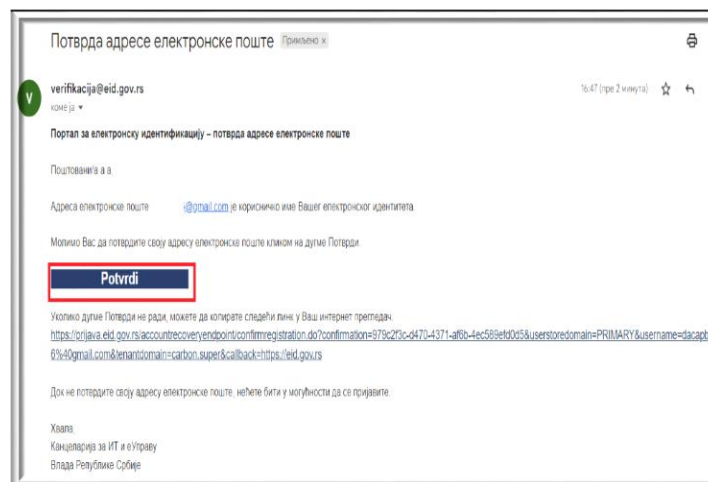 Потврда адресе електронске поште Примљено ×
V
verifikacija@eid.gov.rs 16:47 (пре 2 минута)
коме ја
Портал за електронску идентификацију – потврда адресе електронске поште
Поштовани/а а а,
Адреса електронске поште @gmail.com је корисничко име Вашег електронског идентитета.
Молимо Вас да потврдите своју адресу електронске поште кликом на дугме Потврди.
Potvrdi
Уколико дугме Потврди не ради, можете да копирате следећи линк у Ваш интернет прегледач.
https://prijava.eid.gov.rs/accountrecoveryendpoint/confirmregistration.do?confirmation=979c2f3c-d470-4371-af6b-4ec589efd0d5&userstoredomain=PRIMARY&username=dacapb
6%40gmail.com&tenantdomain=carbon.super&callback=https://eid.gov.rs
Док не потврдите своју адресу електронске поште, нећете бити у могућности да се пријавите.
Хвала,
Канцеларија за ИТ и еУправу
Влада Републике Србије